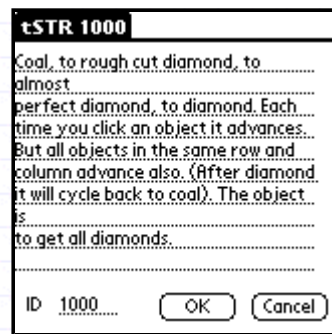 tSTR 1000
Coal, to rough cut diamond, to
almost
perfect diamond, to diamond. Each
time you click an object it advances.
But all objects in the same row and
column advance also. (After diamond
it will cycle back to coal). The object
is
to get all diamonds.
ID 1000 OK Cancel